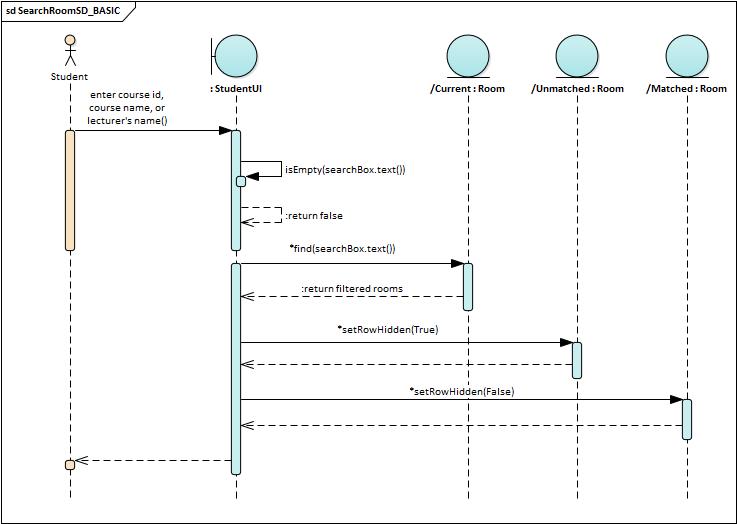 sd SearchRoomSD_BASIC
Student
: StudentUI
/Current : Room
/Unmatched : Room
/Matched : Room
enter course id,
course name, or
lecturer's name()
isEmpty(searchBox.text())
:return false
*find(searchBox.text())
:return filtered rooms
*setRowHidden(True)
*setRowHidden(False)